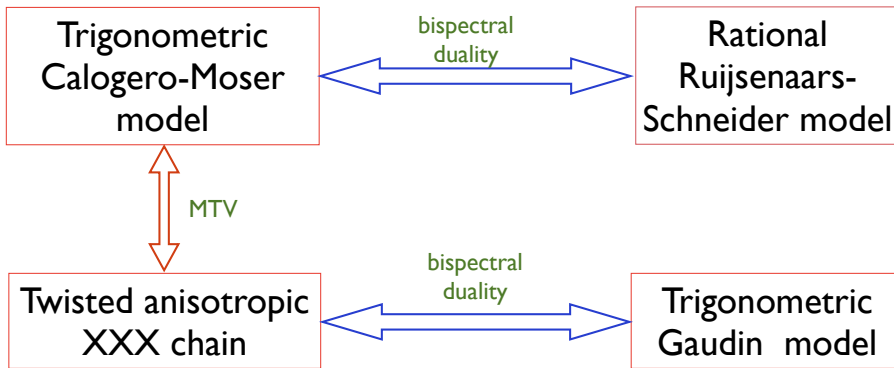 Trigonometric
Calogero-Moser
model
bispectral
duality
Rational
Ruijsenaars-
Schneider model
MTV
Twisted anisotropic
XXX chain
bispectral
duality
Trigonometric
Gaudin model